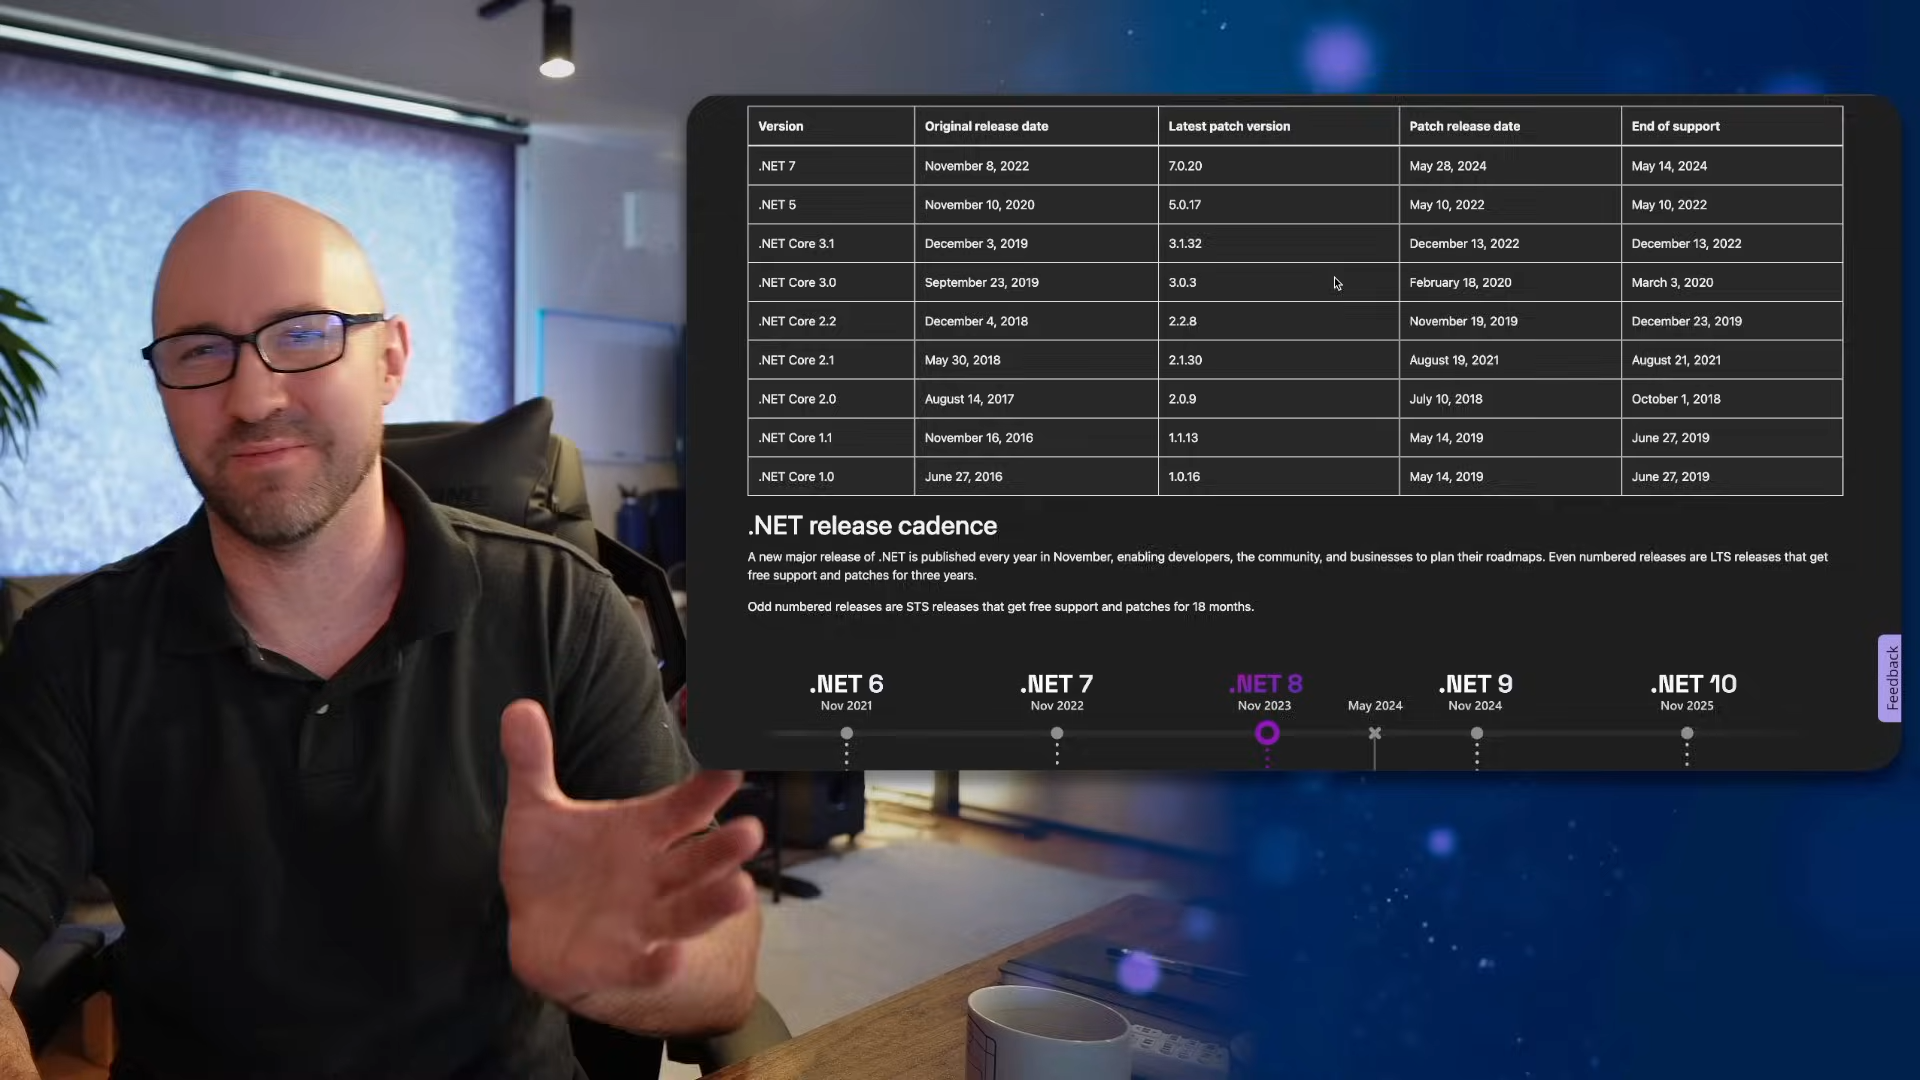 Version Original release date Latest patch version Patch release date End of support
.NET 7 November 8, 2022 7.0.20 May 28, 2024 May 14, 2024
.NET 5 November 10, 2020 5.0.17 May 10, 2022 May 10, 2022
.NET Core 3.1 December 3, 2019 3.1.32 December 13, 2022 December 13, 2022
.NET Core 3.0 September 23, 2019 3.0.3 February 18, 2020 March 3, 2020
.NET Core 2.2 December 4, 2018 2.2.8 November 19, 2019 December 23, 2019
.NET Core 2.1 May 30, 2018 2.1.30 August 19, 2021 August 21, 2021
.NET Core 2.0 August 14, 2017 2.0.9 July 10, 2018 October 1, 2018
.NET Core 1.1 November 16, 2016 1.1.13 May 14, 2019 June 27, 2019
.NET Core 1.0 June 27, 2016 1.0.16 May 14, 2019 June 27, 2019
.NET release cadence
A new major release of .NET is published every year in November, enabling developers, the community, and businesses to plan their roadmaps. Even numbered releases are LTS releases that get
free support and patches for three years.
Odd numbered releases are STS releases that get free support and patches for 18 months.
.NET 6 .NET 7 .NET 8 .NET 9 .NET 10
Nov 2021 Nov 2022 Nov 2023 May 2024 Nov 2024 Nov 2025
Feedback